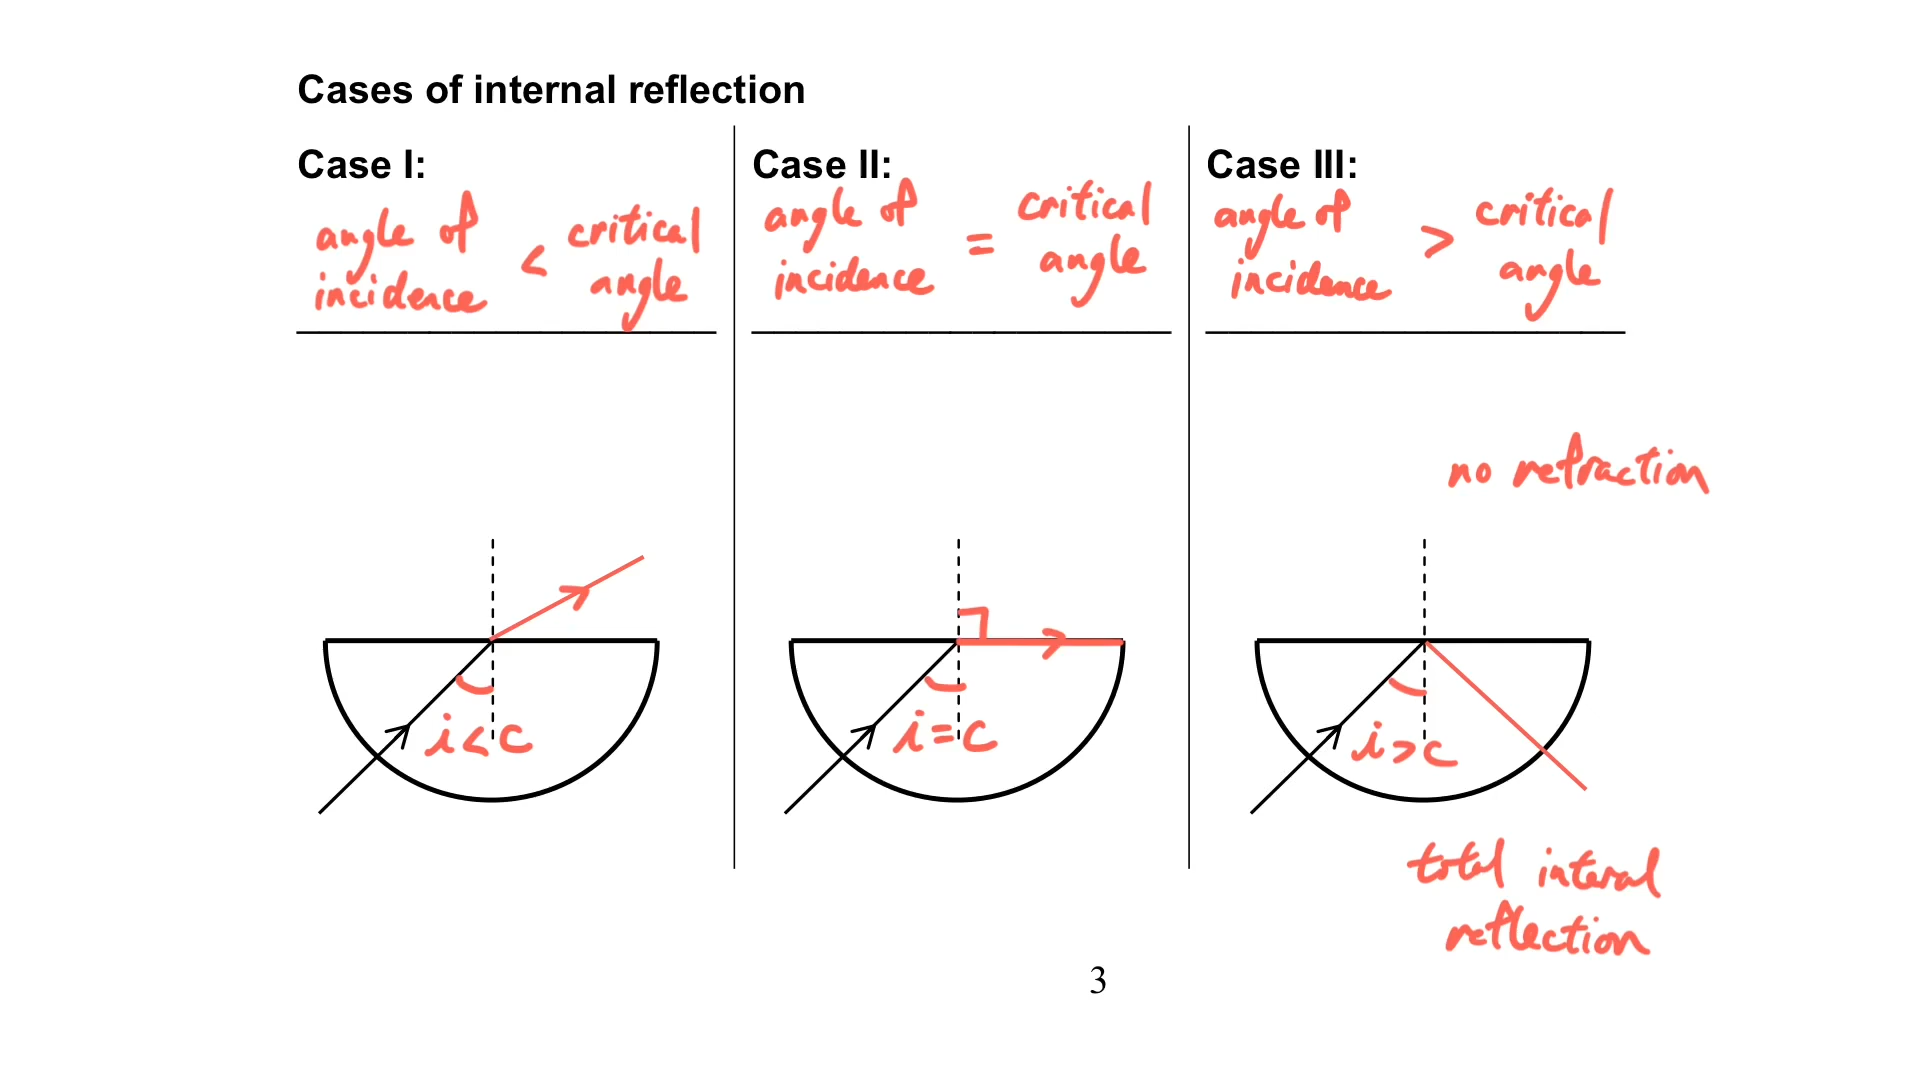 Cases of internal reflection
Case I:
angle of
incidence
<
critical
angle
i<c
Case II:
angle of
incidence
=
critical
angle
i=c
Case III:
angle of
incidence
>
critical
angle
no refraction
i>c
total interal
reflection
3